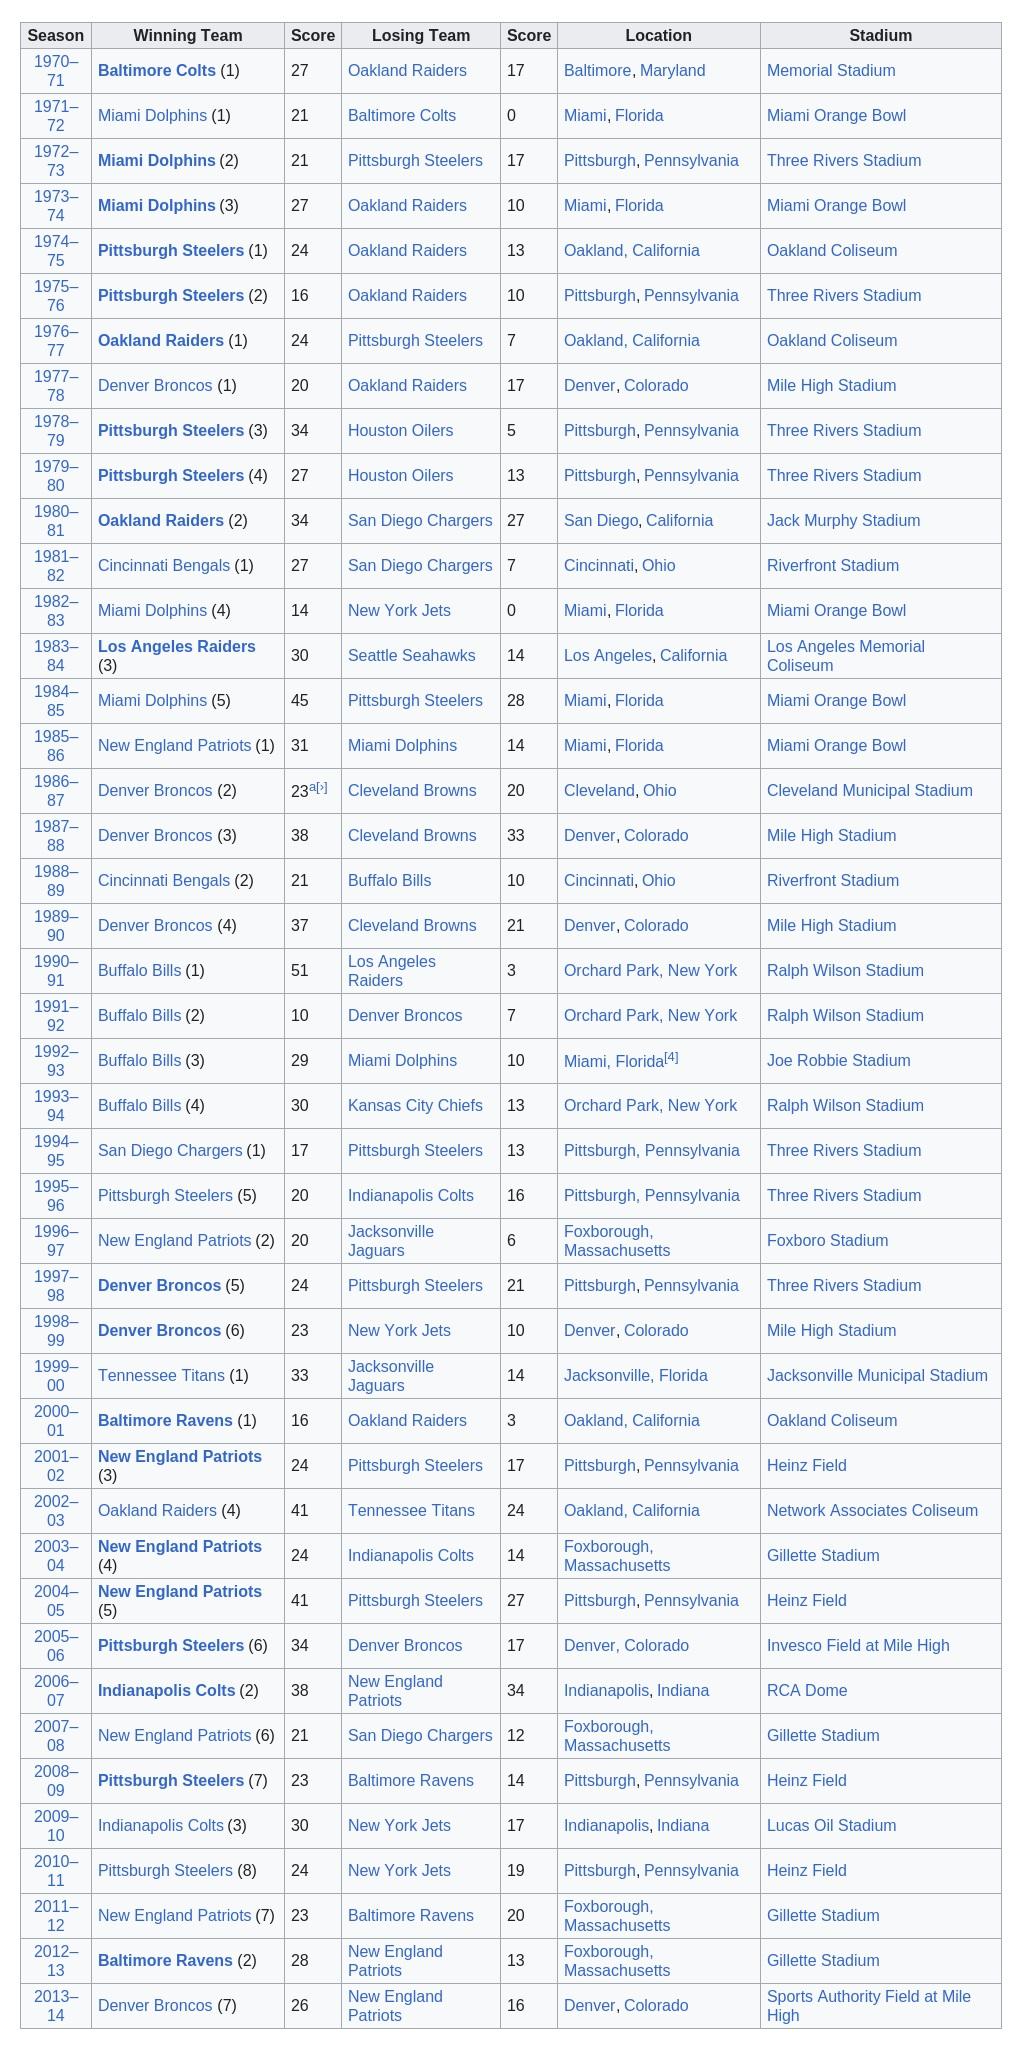 Season Winning Team Score Losing Team Score Location Stadium
1970–71 Baltimore Colts (1) 27 Oakland Raiders 17 Baltimore, Maryland Memorial Stadium
1971–72 Miami Dolphins (1) 21 Baltimore Colts 0 Miami, Florida Miami Orange Bowl
1972–73 Miami Dolphins (2) 21 Pittsburgh Steelers 17 Pittsburgh, Pennsylvania Three Rivers Stadium
1973–74 Miami Dolphins (3) 27 Oakland Raiders 10 Miami, Florida Miami Orange Bowl
1974–75 Pittsburgh Steelers (1) 24 Oakland Raiders 13 Oakland, California Oakland Coliseum
1975–76 Pittsburgh Steelers (2) 16 Oakland Raiders 10 Pittsburgh, Pennsylvania Three Rivers Stadium
1976–77 Oakland Raiders (1) 24 Pittsburgh Steelers 7 Oakland, California Oakland Coliseum
1977–78 Denver Broncos (1) 20 Oakland Raiders 17 Denver, Colorado Mile High Stadium
1978–79 Pittsburgh Steelers (3) 34 Houston Oilers 5 Pittsburgh, Pennsylvania Three Rivers Stadium
1979–80 Pittsburgh Steelers (4) 27 Houston Oilers 13 Pittsburgh, Pennsylvania Three Rivers Stadium
1980–81 Oakland Raiders (2) 34 San Diego Chargers 27 San Diego, California Jack Murphy Stadium
1981–82 Cincinnati Bengals (1) 27 San Diego Chargers 7 Cincinnati, Ohio Riverfront Stadium
1982–83 Miami Dolphins (4) 14 New York Jets 0 Miami, Florida Miami Orange Bowl
1983–84 Los Angeles Raiders (3) 30 Seattle Seahawks 14 Los Angeles, California Los Angeles Memorial Coliseum
1984–85 Miami Dolphins (5) 45 Pittsburgh Steelers 28 Miami, Florida Miami Orange Bowl
1985–86 New England Patriots (1) 31 Miami Dolphins 14 Miami, Florida Miami Orange Bowl
1986–87 Denver Broncos (2) 23a[›] Cleveland Browns 20 Cleveland, Ohio Cleveland Municipal Stadium
1987–88 Denver Broncos (3) 38 Cleveland Browns 33 Denver, Colorado Mile High Stadium
1988–89 Cincinnati Bengals (2) 21 Buffalo Bills 10 Cincinnati, Ohio Riverfront Stadium
1989–90 Denver Broncos (4) 37 Cleveland Browns 21 Denver, Colorado Mile High Stadium
1990–91 Buffalo Bills (1) 51 Los Angeles Raiders 3 Orchard Park, New York Ralph Wilson Stadium
1991–92 Buffalo Bills (2) 10 Denver Broncos 7 Orchard Park, New York Ralph Wilson Stadium
1992–93 Buffalo Bills (3) 29 Miami Dolphins 10 Miami, Florida[4] Joe Robbie Stadium
1993–94 Buffalo Bills (4) 30 Kansas City Chiefs 13 Orchard Park, New York Ralph Wilson Stadium
1994–95 San Diego Chargers (1) 17 Pittsburgh Steelers 13 Pittsburgh, Pennsylvania Three Rivers Stadium
1995–96 Pittsburgh Steelers (5) 20 Indianapolis Colts 16 Pittsburgh, Pennsylvania Three Rivers Stadium
1996–97 New England Patriots (2) 20 Jacksonville Jaguars 6 Foxborough, Massachusetts Foxboro Stadium
1997–98 Denver Broncos (5) 24 Pittsburgh Steelers 21 Pittsburgh, Pennsylvania Three Rivers Stadium
1998–99 Denver Broncos (6) 23 New York Jets 10 Denver, Colorado Mile High Stadium
1999–00 Tennessee Titans (1) 33 Jacksonville Jaguars 14 Jacksonville, Florida Jacksonville Municipal Stadium
2000–01 Baltimore Ravens (1) 16 Oakland Raiders 3 Oakland, California Oakland Coliseum
2001–02 New England Patriots (3) 24 Pittsburgh Steelers 17 Pittsburgh, Pennsylvania Heinz Field
2002–03 Oakland Raiders (4) 41 Tennessee Titans 24 Oakland, California Network Associates Coliseum
2003–04 New England Patriots (4) 24 Indianapolis Colts 14 Foxborough, Massachusetts Gillette Stadium
2004–05 New England Patriots (5) 41 Pittsburgh Steelers 27 Pittsburgh, Pennsylvania Heinz Field
2005–06 Pittsburgh Steelers (6) 34 Denver Broncos 17 Denver, Colorado Invesco Field at Mile High
2006–07 Indianapolis Colts (2) 38 New England Patriots 34 Indianapolis, Indiana RCA Dome
2007–08 New England Patriots (6) 21 San Diego Chargers 12 Foxborough, Massachusetts Gillette Stadium
2008–09 Pittsburgh Steelers (7) 23 Baltimore Ravens 14 Pittsburgh, Pennsylvania Heinz Field
2009–10 Indianapolis Colts (3) 30 New York Jets 17 Indianapolis, Indiana Lucas Oil Stadium
2010–11 Pittsburgh Steelers (8) 24 New York Jets 19 Pittsburgh, Pennsylvania Heinz Field
2011–12 New England Patriots (7) 23 Baltimore Ravens 20 Foxborough, Massachusetts Gillette Stadium
2012–13 Baltimore Ravens (2) 28 New England Patriots 13 Foxborough, Massachusetts Gillette Stadium
2013–14 Denver Broncos (7) 26 New England Patriots 16 Denver, Colorado Sports Authority Field at Mile High